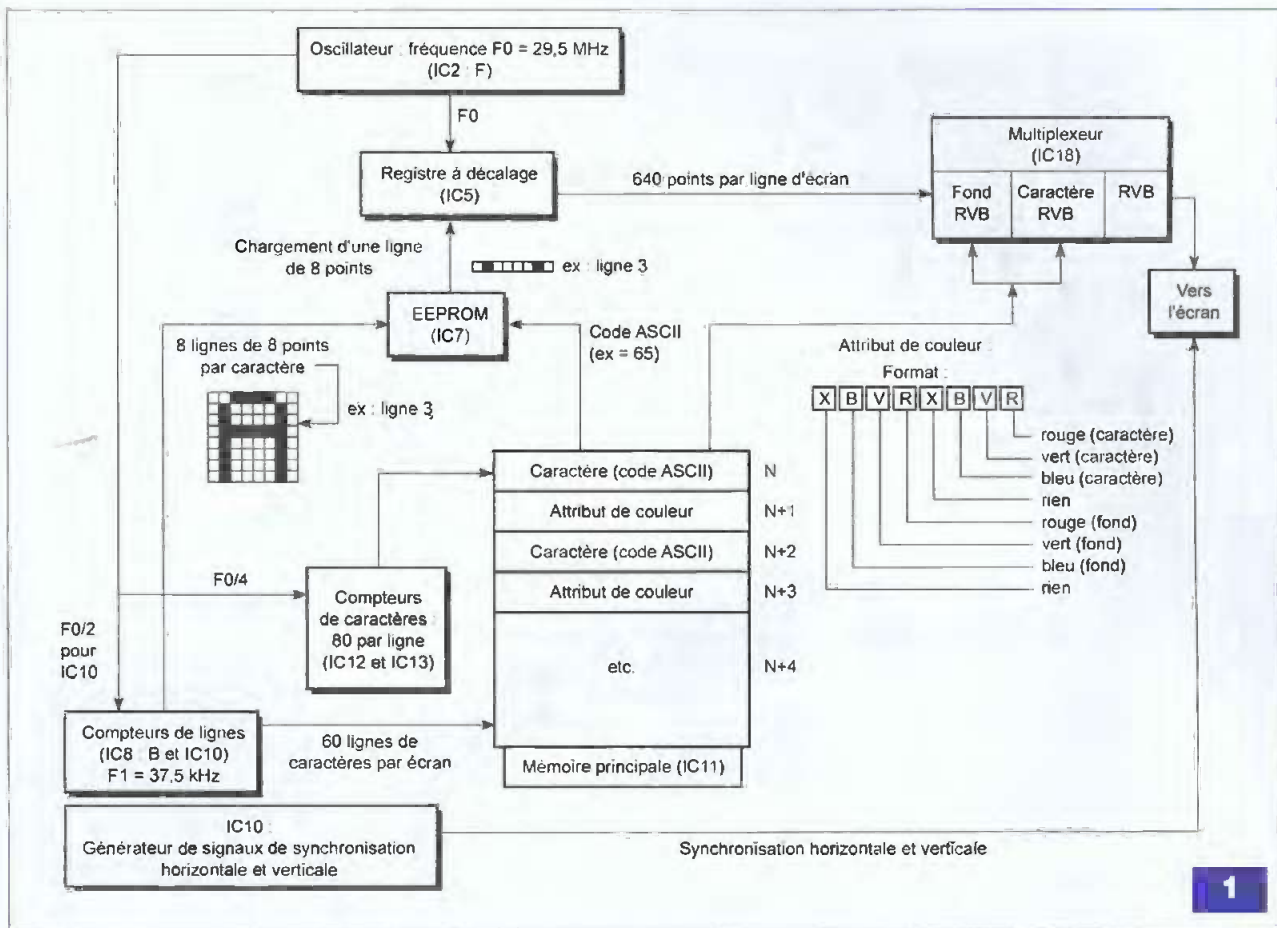 Oscillateur : fréquence F0 = 29,5 MHz
(IC2 : F)
F0
Registre à décalage
(IC5)
640 points par ligne d'écran
Multiplexeur
(IC18)
Fond
RVB
Caractère
RVB
RVB
Chargement d'une ligne
de 8 points
ex : ligne 3
EEPROM
(IC7)
Code ASCII
(ex = 65)
Vers
l'écran
8 lignes de 8 points
par caractère
ex : ligne 3
Attribut de couleur :
Format :
X B V R X B V R
rouge (caractère)
vert (caractère)
bleu (caractère)
rien
rouge (fond)
vert (fond)
bleu (fond)
rien
Caractère (code ASCII) N
Attribut de couleur N+1
Caractère (code ASCII) N+2
Attribut de couleur N+3
etc. N+4
Mémoire principale (IC11)
F0/4
Compteurs
de caractères :
80 par ligne
(IC12 et IC13)
F0/2
pour
IC10
Compteurs de lignes
(IC8 : B et IC10)
F1 = 37,5 kHz
60 lignes de
caractères par écran
IC10 :
Générateur de signaux de synchronisation
horizontale et verticale
Synchronisation horizontale et verticale
1